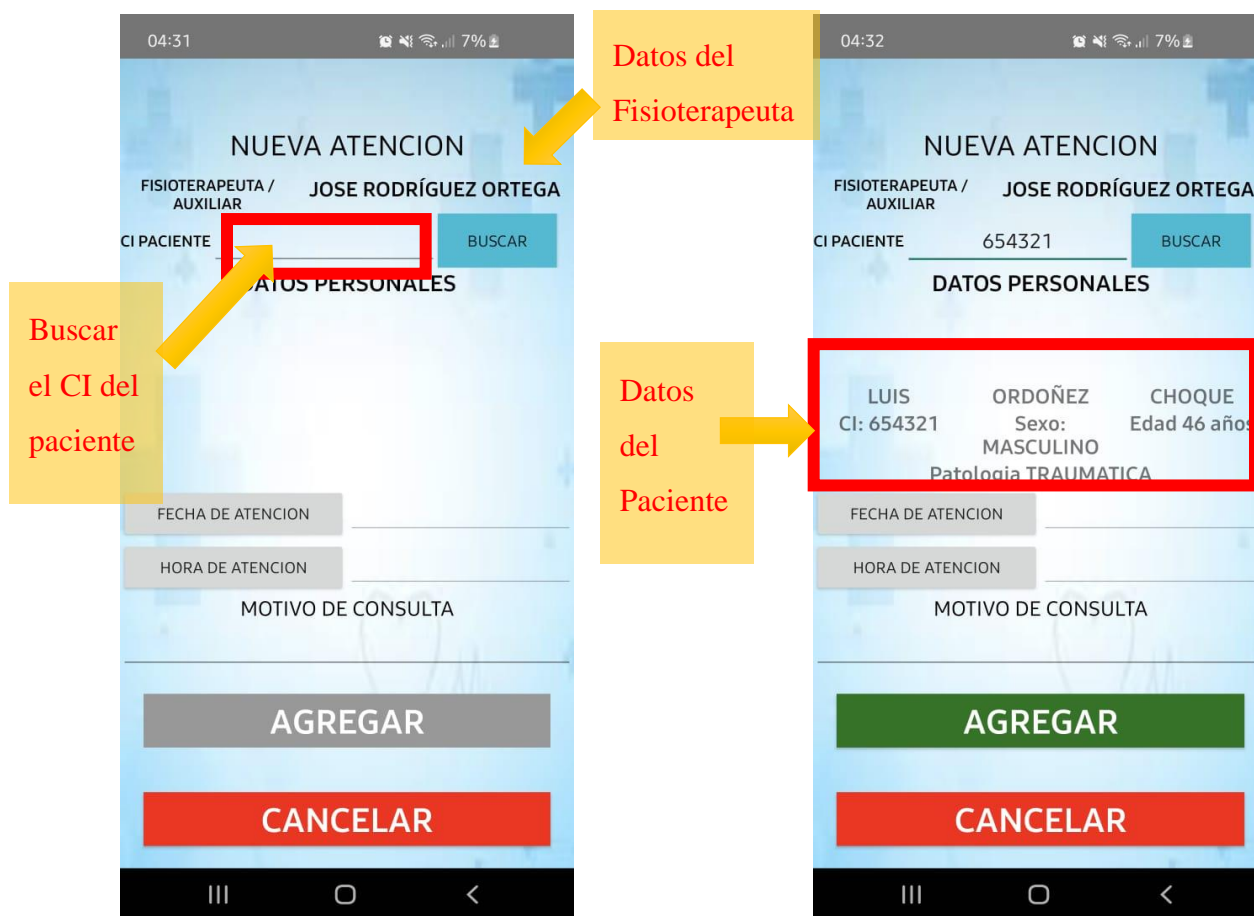 04:31
7%
NUEVA ATENCION
FISIOTERAPEUTA /
AUXILIAR
JOSE RODRÍGUEZ ORTEGA
CI PACIENTE
BUSCAR
DATOS PERSONALES
FECHA DE ATENCION
HORA DE ATENCION
MOTIVO DE CONSULTA
AGREGAR
CANCELAR
Buscar
el CI del
paciente
Datos del
Fisioterapeuta
Datos
del
Paciente
04:32
7%
NUEVA ATENCION
FISIOTERAPEUTA /
AUXILIAR
JOSE RODRÍGUEZ ORTEGA
CI PACIENTE
654321
BUSCAR
DATOS PERSONALES
LUIS ORDOÑEZ CHOQUE
CI: 654321 Sexo: Edad 46 años
MASCULINO
Patologia TRAUMATICA
FECHA DE ATENCION
HORA DE ATENCION
MOTIVO DE CONSULTA
AGREGAR
CANCELAR